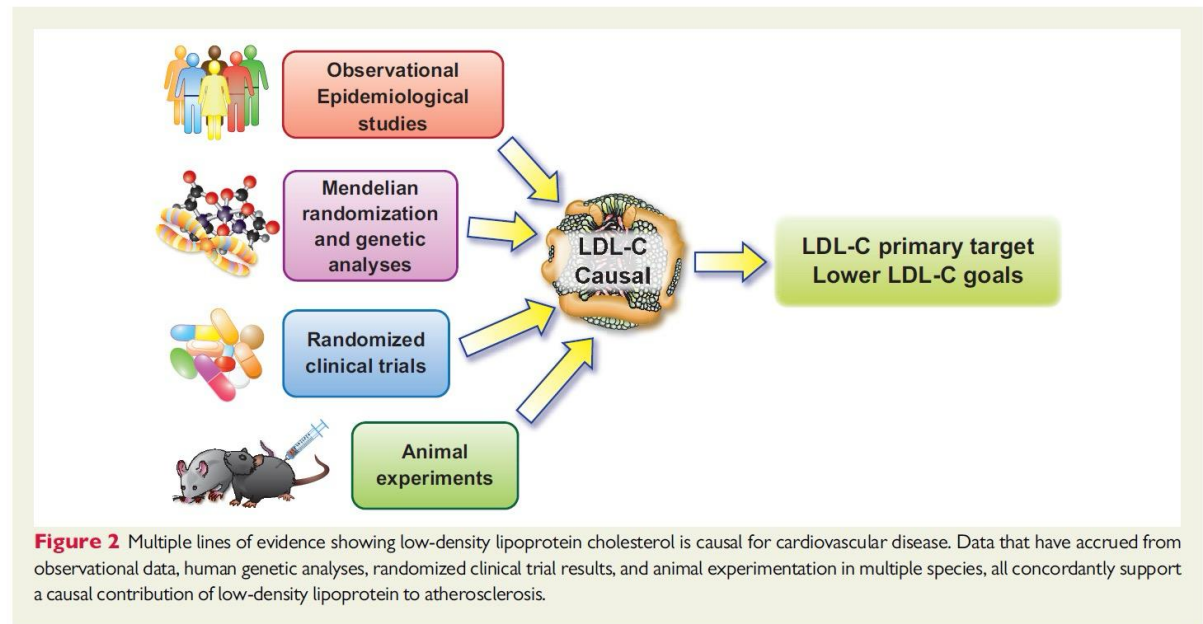 Observational
Epidemiological
studies
Mendelian
randomization
and genetic
analyses
Randomized
clinical trials
Animal
experiments
LDL-C
Causal
LDL-C primary target
Lower LDL-C goals
Figure 2 Multiple lines of evidence showing low-density lipoprotein cholesterol is causal for cardiovascular disease. Data that have accrued from
observational data, human genetic analyses, randomized clinical trial results, and animal experimentation in multiple species, all concordantly support
a causal contribution of low-density lipoprotein to atherosclerosis.